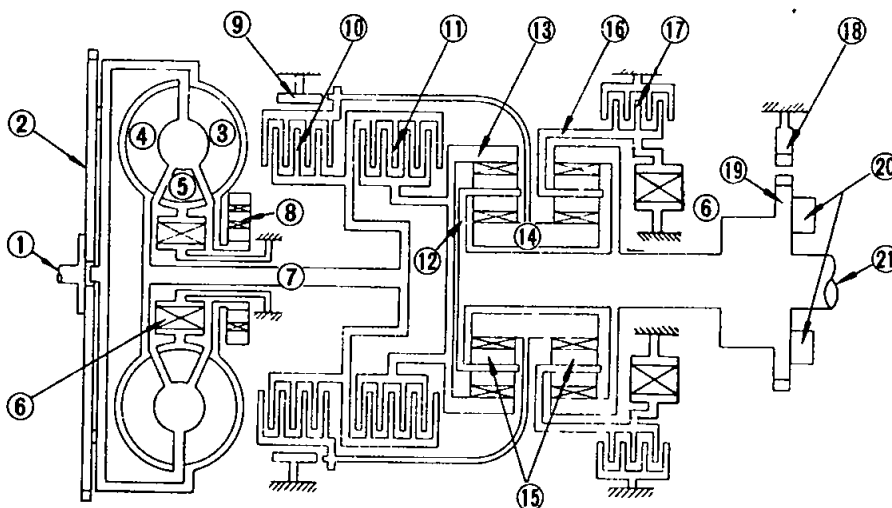 ⑨ ⑩ ⑪ ⑬ ⑯ ⑰ ⑱
② ④ ③
⑤ ⑥ ⑲ ⑳
⑧
⑫ ⑭
① ⑦ ㉑
⑥
⑮